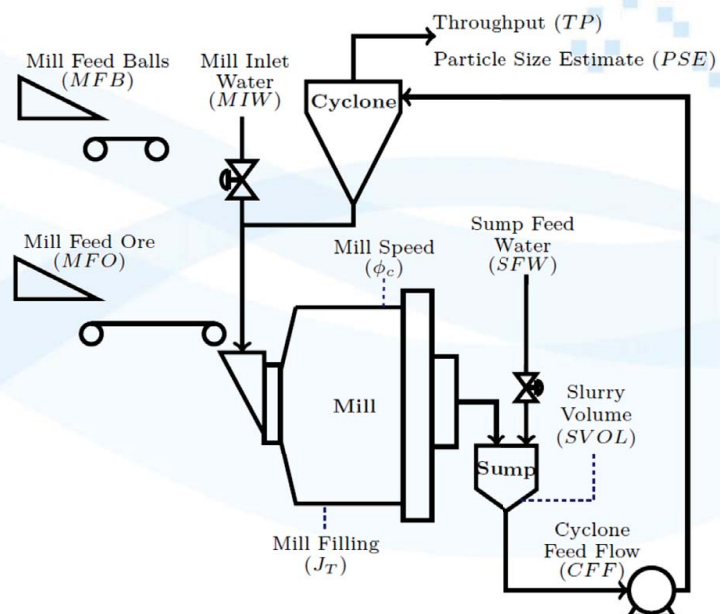 Throughput (TP)
Particle Size Estimate (PSE)
Mill Feed Balls
(MFB)
Mill Inlet
Water
(MIW)
Cyclone
Mill Feed Ore
(MFO)
Mill Speed
(ϕc)
Sump Feed
Water
(SFW)
Mill
Slurry
Volume
(SVOL)
Sump
Mill Filling
(JT)
Cyclone
Feed Flow
(CFF)